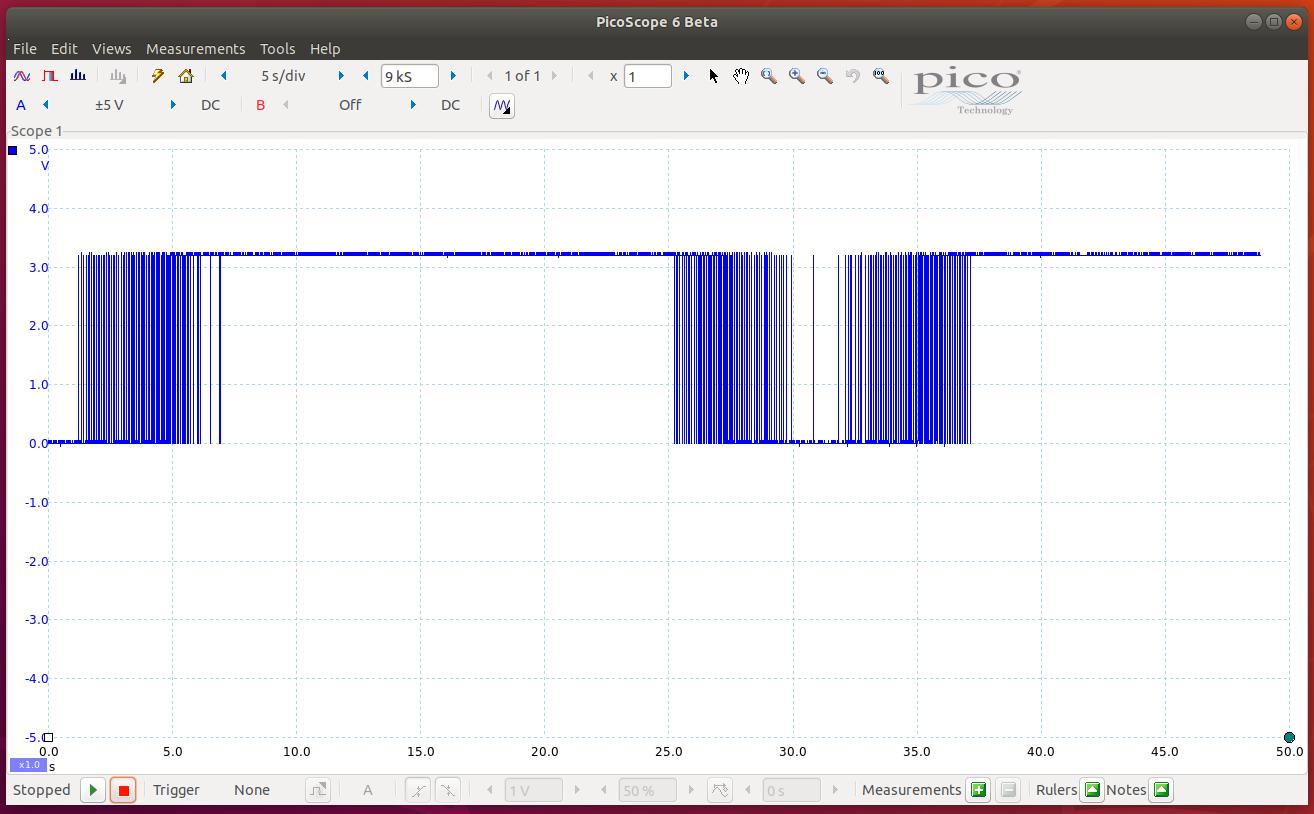 PicoScope 6 Beta
File Edit Views Measurements Tools Help
5 s/div 9 kS 1 of 1 x 1
pico
Technology
A ±5 V DC B Off DC
Scope 1
5.0
V
4.0
3.0
2.0
1.0
0.0
-1.0
-2.0
-3.0
-4.0
-5.0
0.0 5.0 10.0 15.0 20.0 25.0 30.0 35.0 40.0 45.0 50.0
x1.0 s
Stopped Trigger None A 1 V 50 % 0 s Measurements Rulers Notes